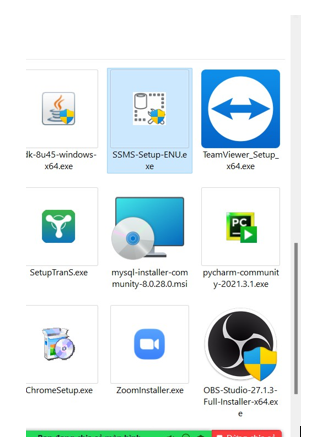 dk-8u45-windows-
x64.exe
SSMS-Setup-ENU.e
xe
TeamViewer_Setup_
x64.exe
PC
SetupTranS.exe
mysql-installer-com
munity-8.0.28.0.msi
pycharm-communit
y-2021.3.1.exe
ChromeSetup.exe
ZoomInstaller.exe
OBS-Studio-27.1.3-
Full-Installer-x64.ex
e